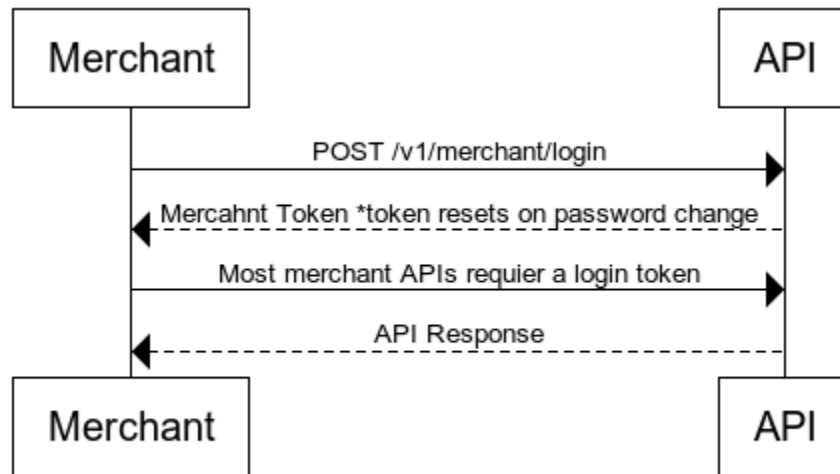 Merchant
API
POST /v1/merchant/login
Mercahnt Token *token resets on password change
Most merchant APIs requier a login token
API Response
Merchant
API